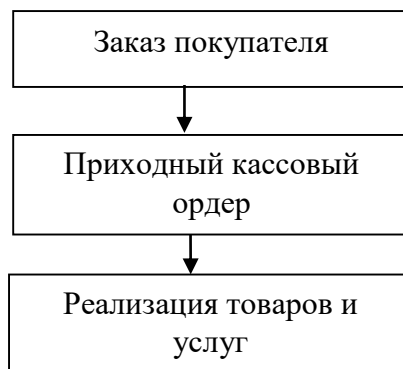 Заказ покупателя
Приходный кассовый
ордер
Реализация товаров и
услуг